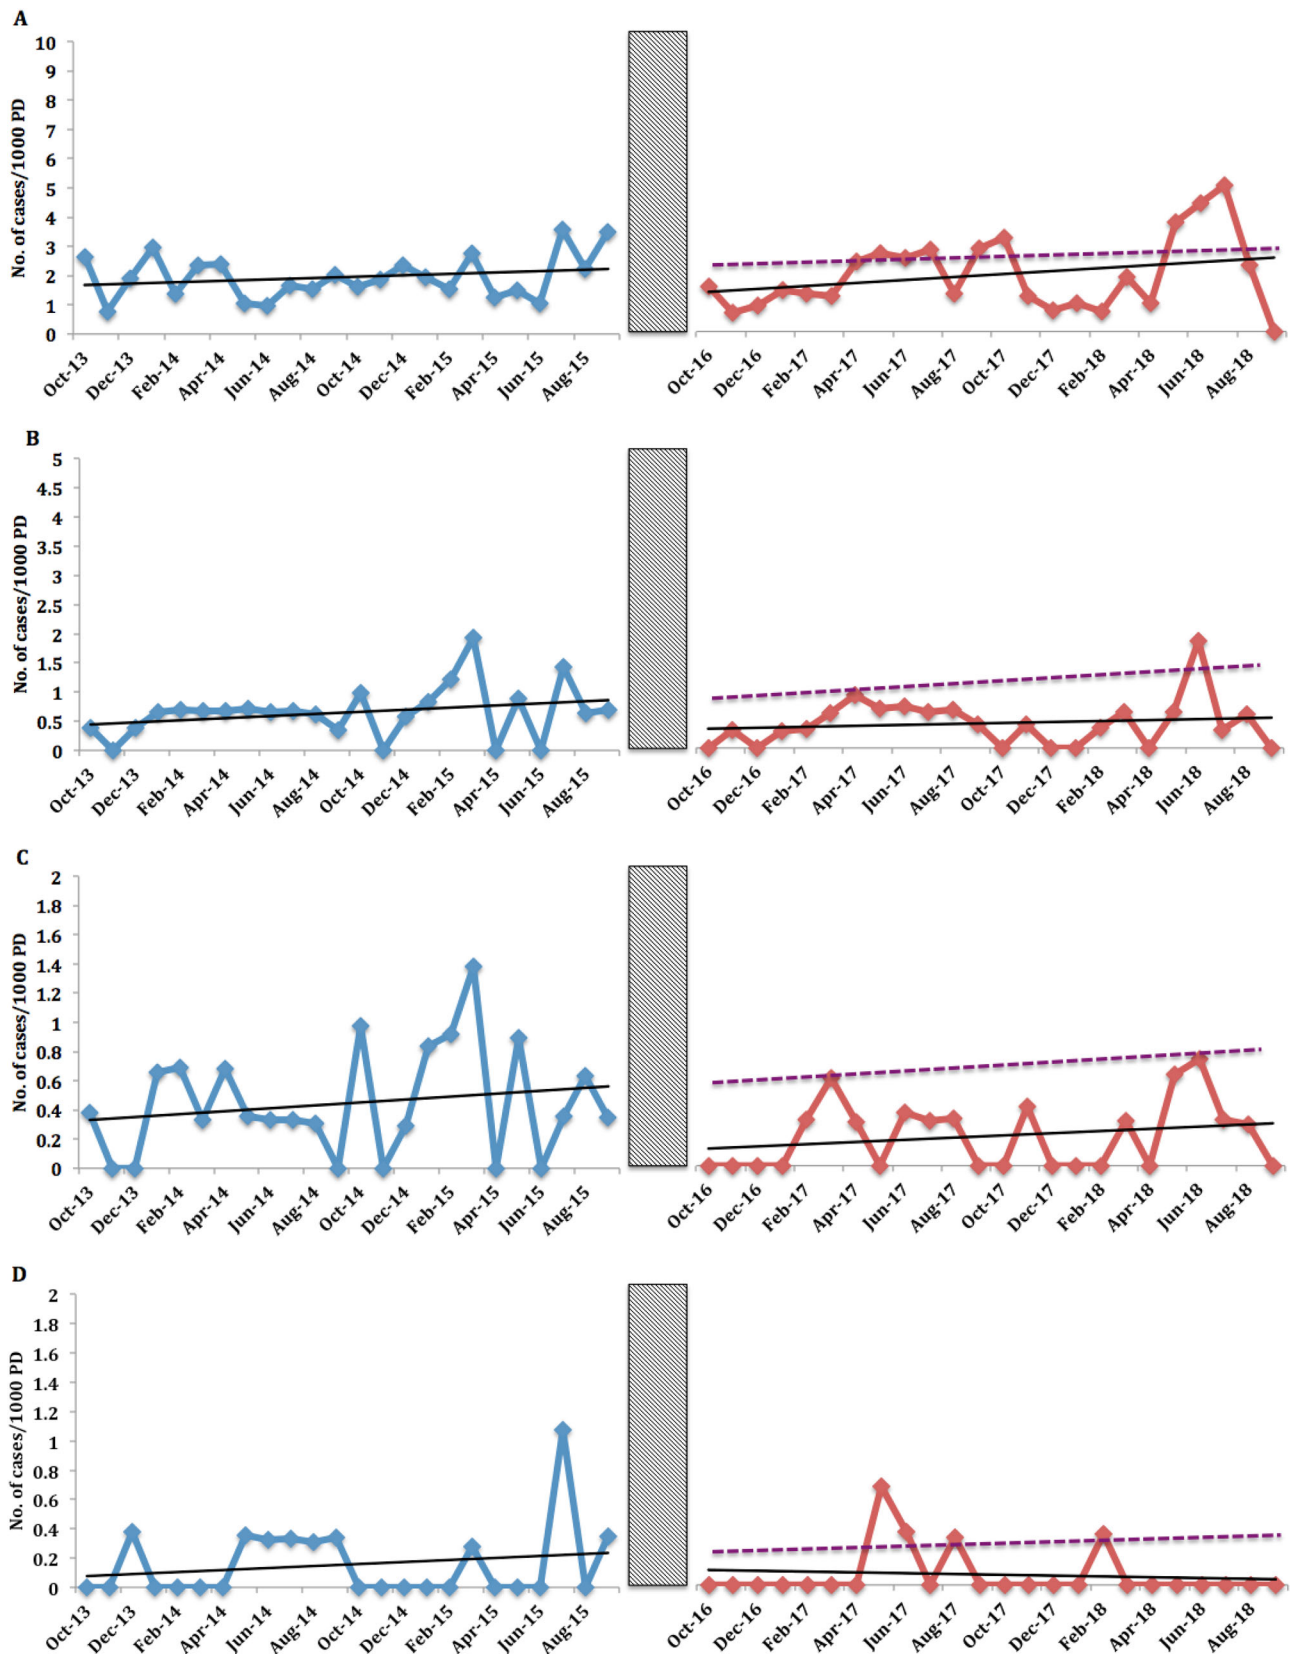 A
No. of cases/1000 PD
10
9
8
7
6
5
4
3
2
1
0
Oct-13 Dec-13 Feb-14 Apr-14 Jun-14 Aug-14 Oct-14 Dec-14 Feb-15 Apr-15 Jun-15 Aug-15
Oct-16 Dec-16 Feb-17 Apr-17 Jun-17 Aug-17 Oct-17 Dec-17 Feb-18 Apr-18 Jun-18 Aug-18
B
No. of cases/1000 PD
5
4.5
4
3.5
3
2.5
2
1.5
1
0.5
0
Oct-13 Dec-13 Feb-14 Apr-14 Jun-14 Aug-14 Oct-14 Dec-14 Feb-15 Apr-15 Jun-15 Aug-15
Oct-16 Dec-16 Feb-17 Apr-17 Jun-17 Aug-17 Oct-17 Dec-17 Feb-18 Apr-18 Jun-18 Aug-18
C
No. of cases/1000 PD
2
1.8
1.6
1.4
1.2
1
0.8
0.6
0.4
0.2
0
Oct-13 Dec-13 Feb-14 Apr-14 Jun-14 Aug-14 Oct-14 Dec-14 Feb-15 Apr-15 Jun-15 Aug-15
Oct-16 Dec-16 Feb-17 Apr-17 Jun-17 Aug-17 Oct-17 Dec-17 Feb-18 Apr-18 Jun-18 Aug-18
D
No. of cases/1000 PD
2
1.8
1.6
1.4
1.2
1
0.8
0.6
0.4
0.2
0
Oct-13 Dec-13 Feb-14 Apr-14 Jun-14 Aug-14 Oct-14 Dec-14 Feb-15 Apr-15 Jun-15 Aug-15
Oct-16 Dec-16 Feb-17 Apr-17 Jun-17 Aug-17 Oct-17 Dec-17 Feb-18 Apr-18 Jun-18 Aug-18